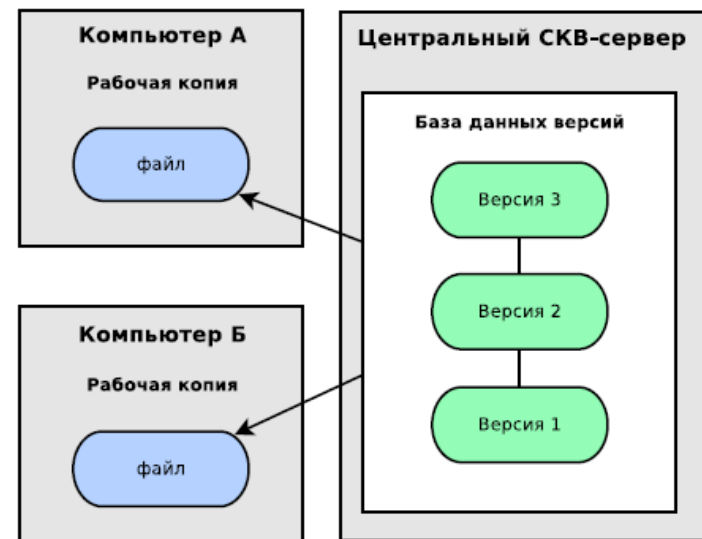 Компьютер А
Рабочая копия
файл
Компьютер Б
Рабочая копия
файл
Центральный СКВ-сервер
База данных версий
Версия 3
Версия 2
Версия 1